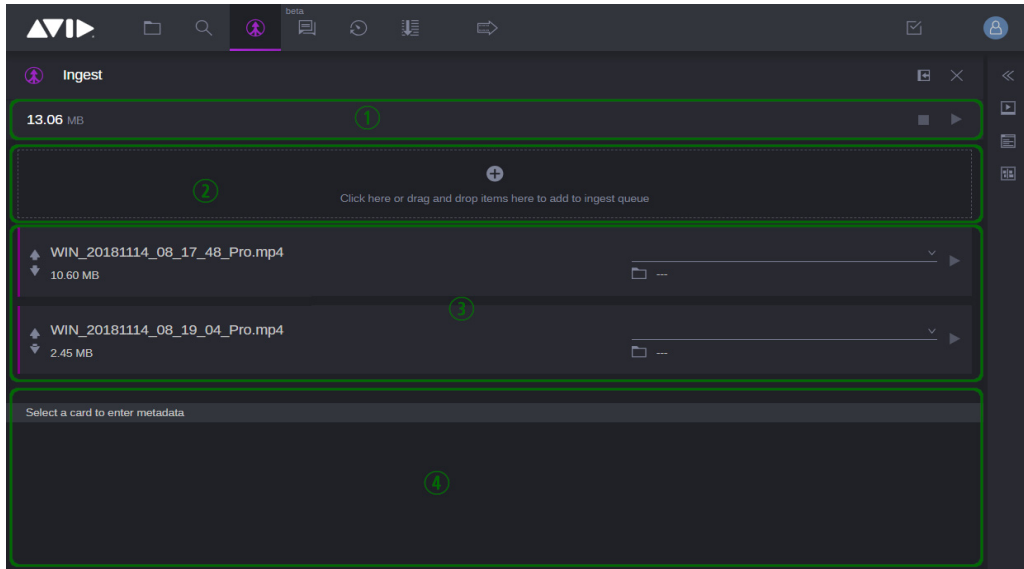 AVID
beta
Ingest
13.06 MB
①
②
Click here or drag and drop items here to add to ingest queue
WIN_20181114_08_17_48_Pro.mp4
10.60 MB
---
③
WIN_20181114_08_19_04_Pro.mp4
2.45 MB
---
Select a card to enter metadata
④